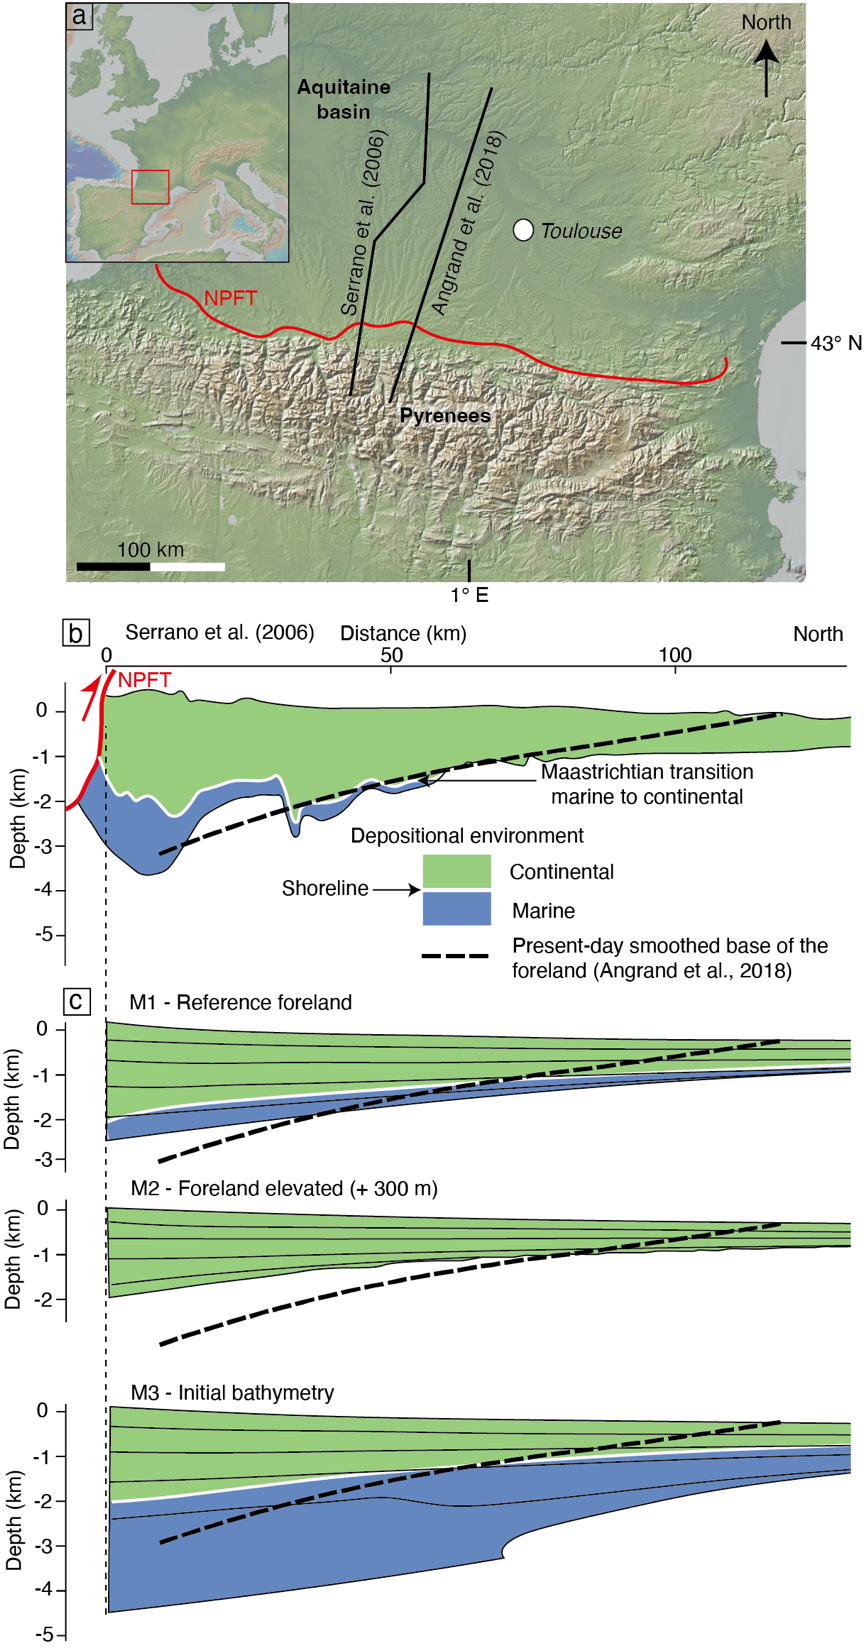 a
North
Aquitaine
basin
Serrano et al. (2006)
Angrand et al. (2018)
Toulouse
NPFT
43° N
Pyrenees
100 km
1° E
b
Serrano et al. (2006)
Distance (km)
North
0
50
100
NPFT
Depth (km)
0
-1
-2
-3
-4
-5
Maastrichtian transition
marine to continental
Depositional environment
Continental
Shoreline
Marine
Present-day smoothed base of the
foreland (Angrand et al., 2018)
c
M1 - Reference foreland
Depth (km)
0
-1
-2
-3
M2 - Foreland elevated (+ 300 m)
Depth (km)
0
-1
-2
M3 - Initial bathymetry
Depth (km)
0
-1
-2
-3
-4
-5